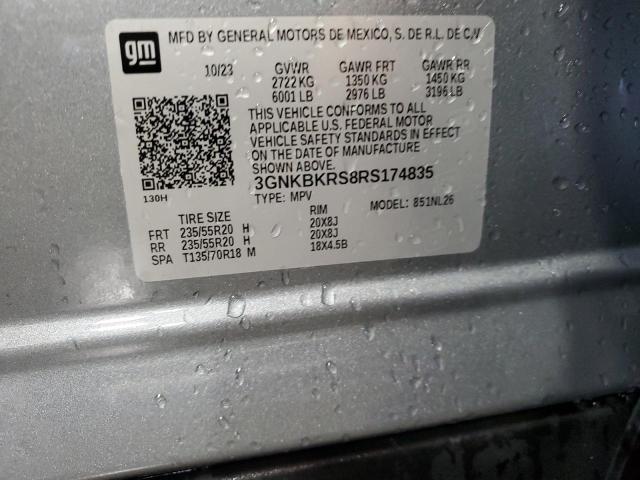 gm MFD BY GENERAL MOTORS DE MEXICO, S. DE R.L. DE C.V
10/23 GVWR GAWR FRT GAWR RR
2722 KG 1350 KG 1450 KG
6001 LB 2976 LB 3196 LB
THIS VEHICLE CONFORMS TO ALL
APPLICABLE U.S. FEDERAL MOTOR
VEHICLE SAFETY STANDARDS IN EFFECT
ON THE DATE OF MANUFACTURE
SHOWN ABOVE.
3GNKBKRS8RS174835
130H TYPE: MPV MODEL: 851NL26
TIRE SIZE RIM
FRT 235/55R20 H 20X8J
RR 235/55R20 H 20X8J
SPA T135/70R18 M 18X4.5B